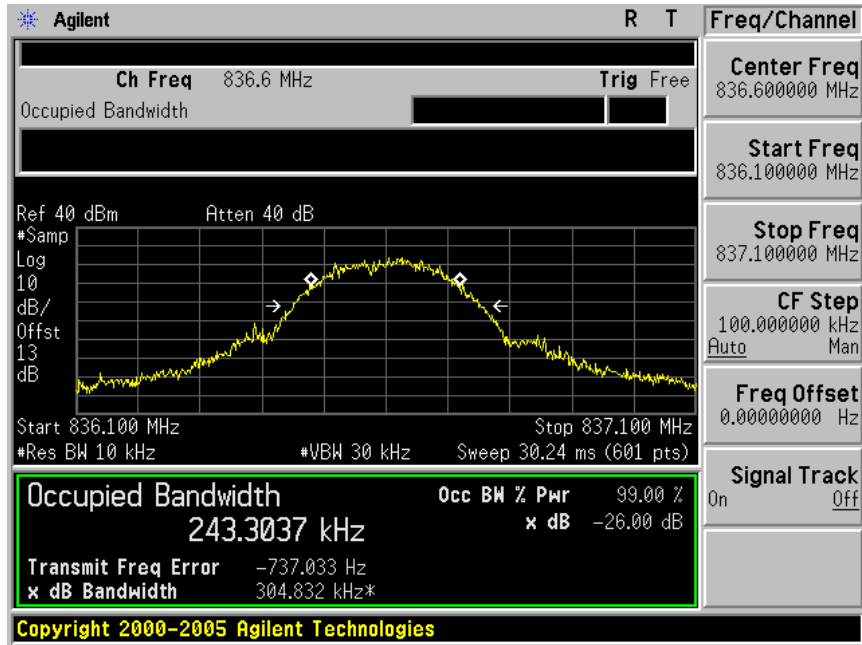 Agilent R T
Ch Freq 836.6 MHz Trig Free
Occupied Bandwidth
Ref 40 dBm Atten 40 dB
#Samp
Log
10
dB/
Offst
13
dB
Start 836.100 MHz Stop 837.100 MHz
#Res BW 10 kHz #VBW 30 kHz Sweep 30.24 ms (601 pts)
Occupied Bandwidth Occ BW % Pwr 99.00 %
243.3037 kHz x dB -26.00 dB
Transmit Freq Error -737.033 Hz
x dB Bandwidth 304.832 kHz*
Copyright 2000-2005 Agilent Technologies
Freq/Channel
Center Freq
836.600000 MHz
Start Freq
836.100000 MHz
Stop Freq
837.100000 MHz
CF Step
100.000000 kHz
Auto Man
Freq Offset
0.00000000 Hz
Signal Track
On Off